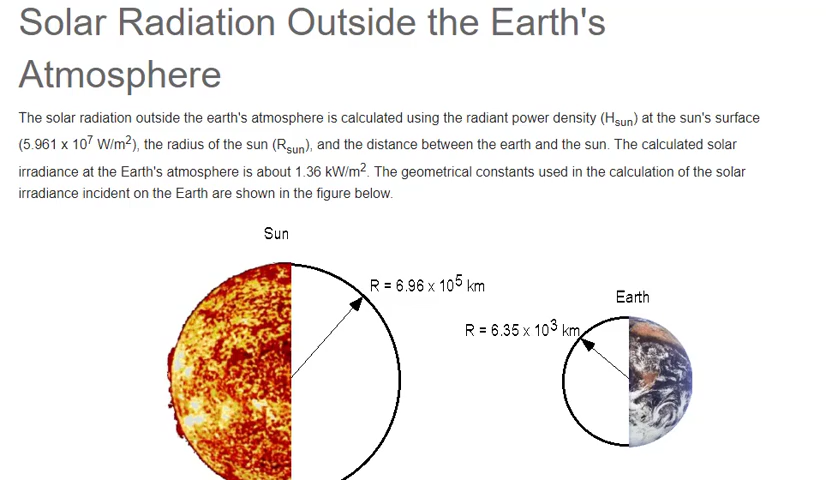 Solar Radiation Outside the Earth's
Atmosphere
The solar radiation outside the earth's atmosphere is calculated using the radiant power density (Hsun) at the sun's surface
(5.961 x 10⁷ W/m²), the radius of the sun (Rsun), and the distance between the earth and the sun. The calculated solar
irradiance at the Earth's atmosphere is about 1.36 kW/m². The geometrical constants used in the calculation of the solar
irradiance incident on the Earth are shown in the figure below.
Sun
R = 6.96 x 10⁵ km
Earth
R = 6.35 x 10³ km